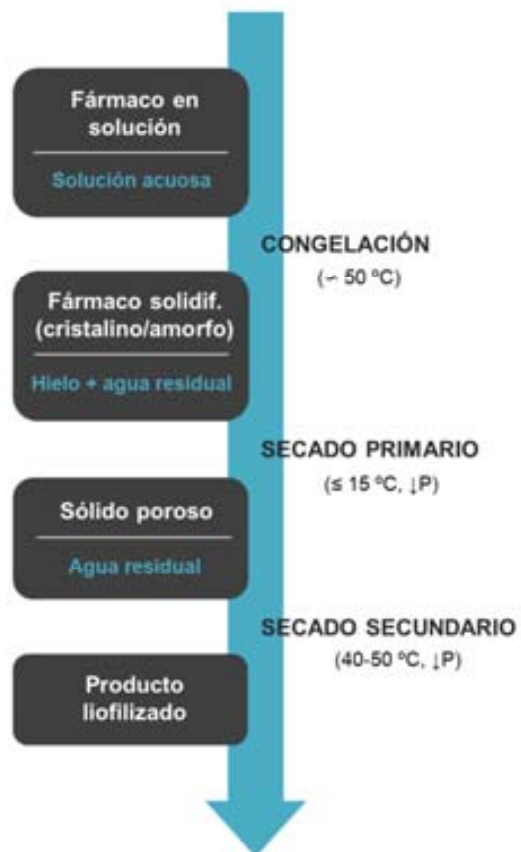 Fármaco en
solución
Solución acuosa
CONGELACIÓN
(– 50 ºC)
Fármaco solidif.
(cristalino/amorfo)
Hielo + agua residual
SECADO PRIMARIO
(≤ 15 ºC, ↓P)
Sólido poroso
Agua residual
SECADO SECUNDARIO
(40-50 ºC, ↓P)
Producto
liofilizado